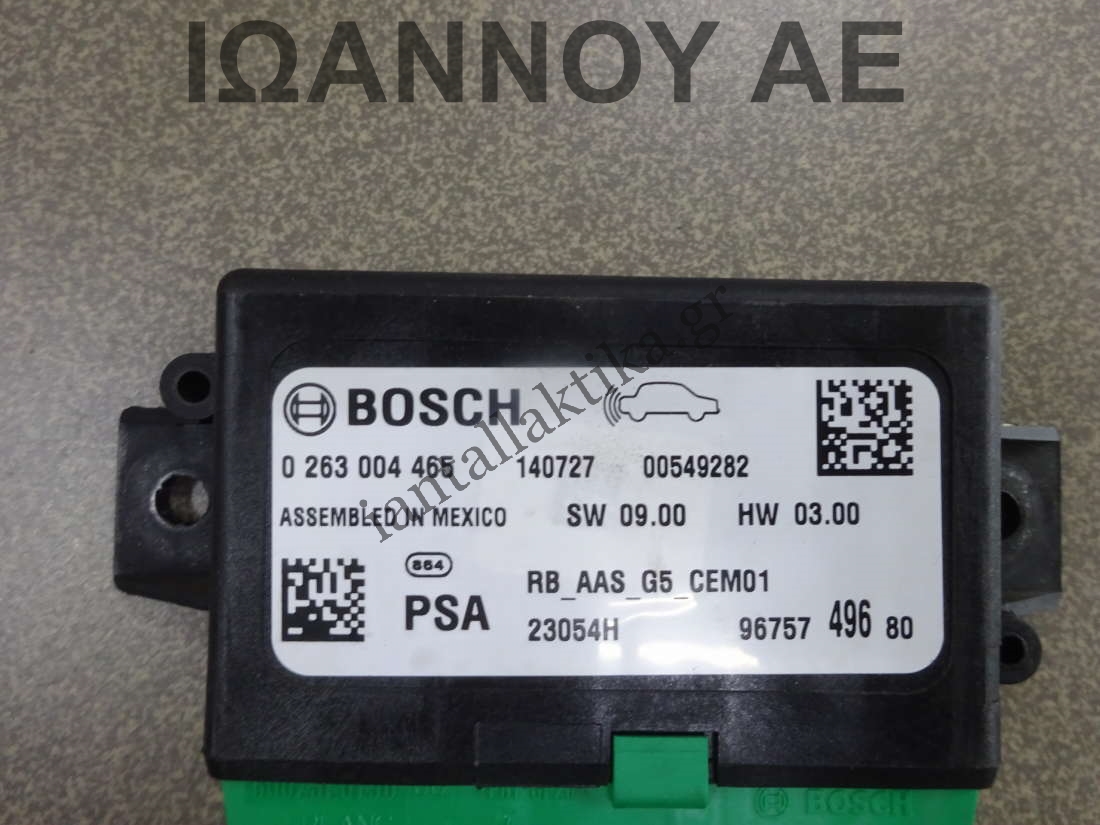 ΙΩΑΝΝΟΥ ΑΕ
BOSCH
0 263 004 465 140727 00549282
ASSEMBLED IN MEXICO SW 09.00 HW 03.00
864
RB_AAS_G5_CEM01
PSA
23054H 96757 496 80
iantallaktika.gr
BOSCH